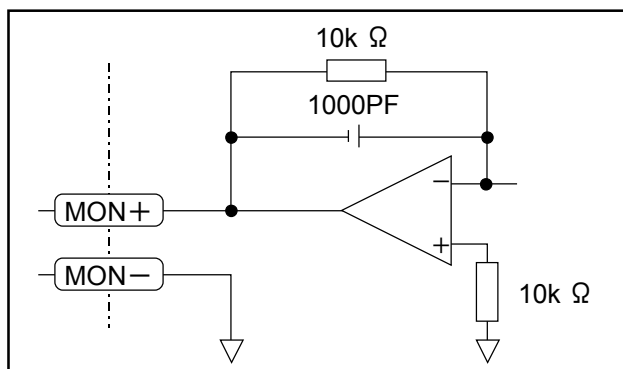 10k Ω
1000PF
MON+
−
+
MON−
10k Ω